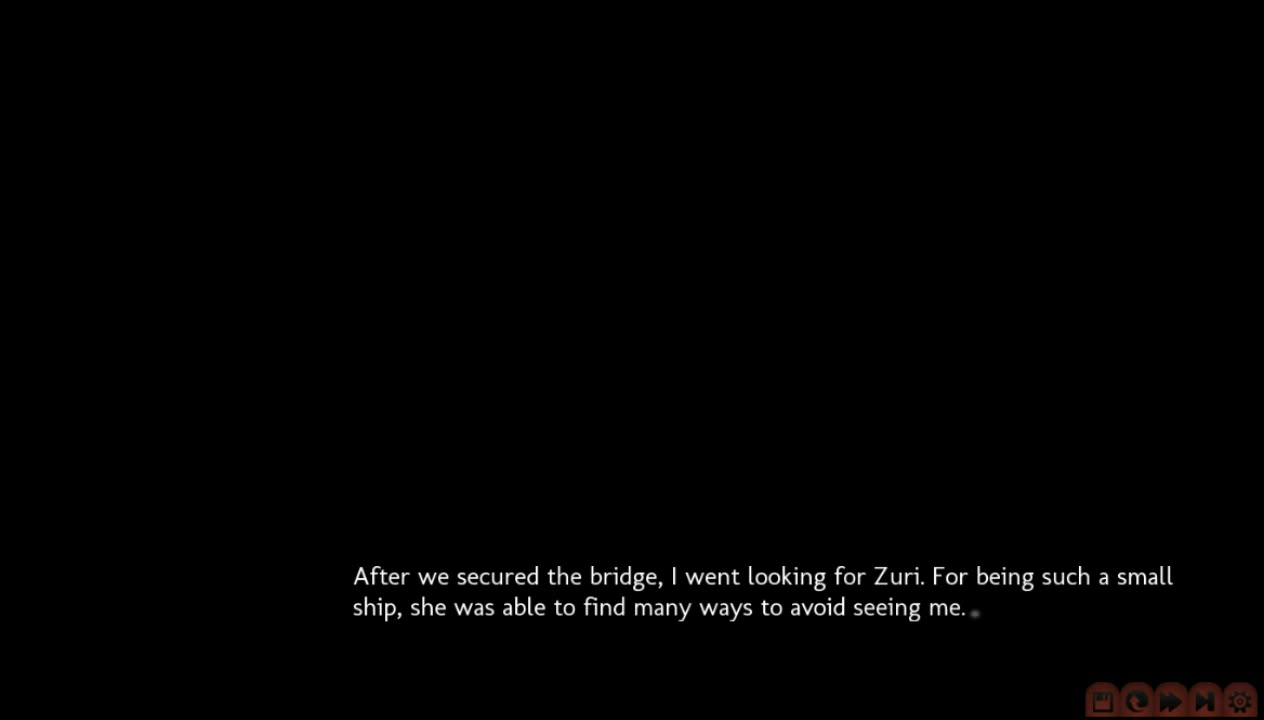 After we secured the bridge, I went looking for Zuri. For being such a small
ship, she was able to find many ways to avoid seeing me.